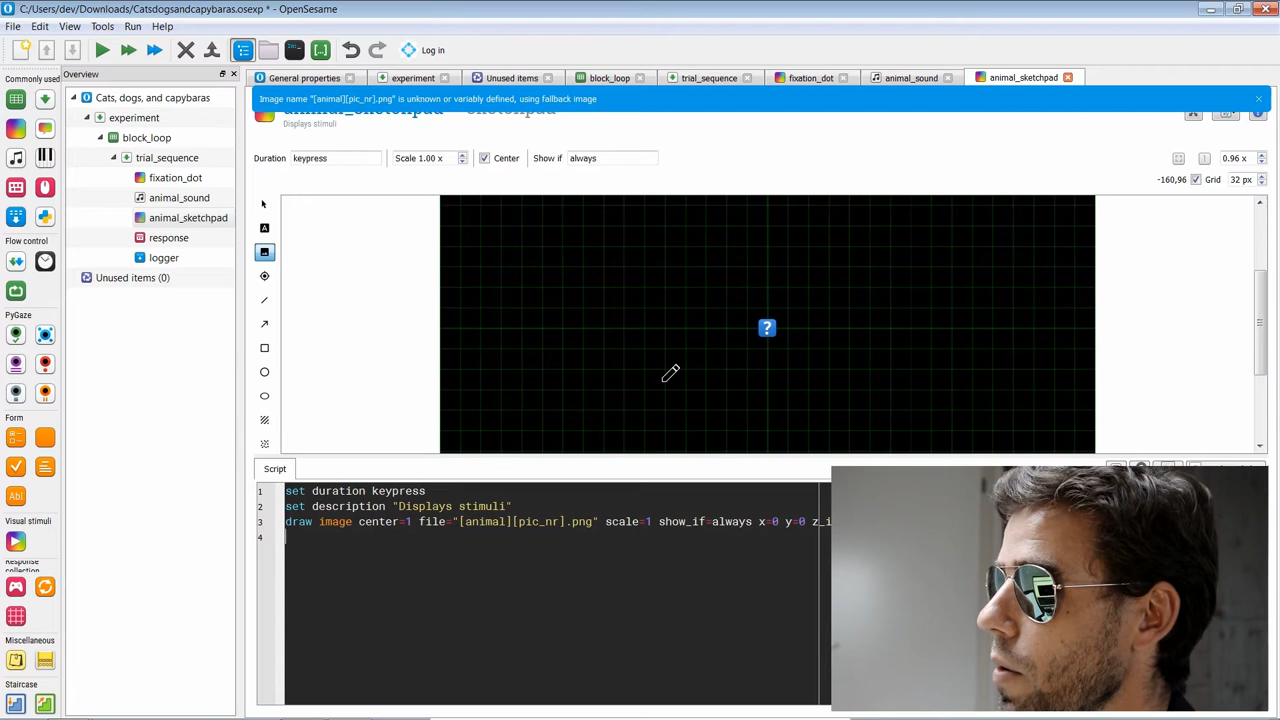 C:/Users/dev/Downloads/Catsdogsandcapybaras.osexp * - OpenSesame
File Edit View Tools Run Help
Log in
Commonly used
Overview
General properties experiment Unused items block_loop trial_sequence fixation_dot animal_sound animal_sketchpad
Image name "[animal][pic_nr].png" is unknown or variably defined, using fallback image
Displays stimuli
Cats, dogs, and capybaras
experiment
block_loop
trial_sequence
fixation_dot
animal_sound
animal_sketchpad
response
logger
Unused items (0)
Duration keypress Scale 1.00 x Center Show if always 0.96 x
-160,96 Grid 32 px
?
Flow control
PyGaze
Form
Visual stimuli
Response
collection
Miscellaneous
Staircase
Script
1 set duration keypress
2 set description "Displays stimuli"
3 draw image center=1 file="[animal][pic_nr].png" scale=1 show_if=always x=0 y=0 z_i
4